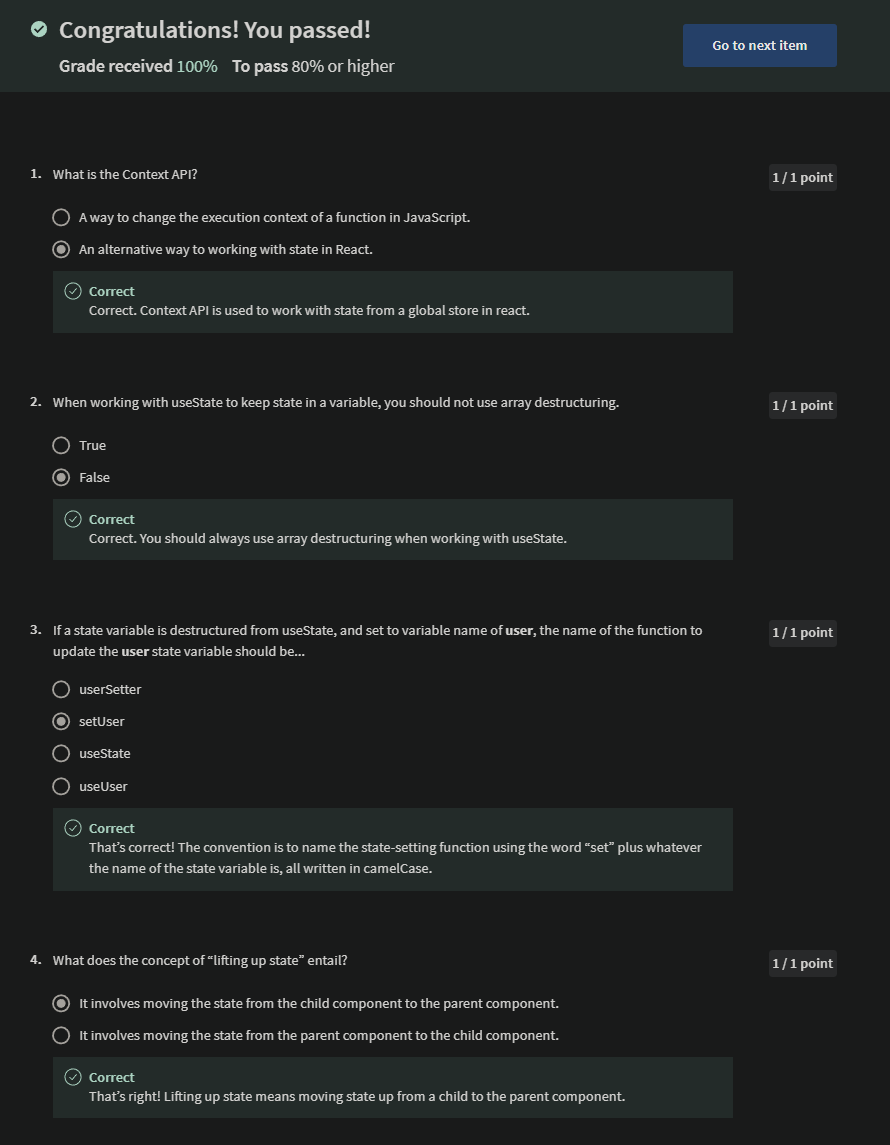 Congratulations! You passed!
Grade received 100% To pass 80% or higher
Go to next item
1. What is the Context API?
1 / 1 point
A way to change the execution context of a function in JavaScript.
An alternative way to working with state in React.
Correct
Correct. Context API is used to work with state from a global store in react.
2. When working with useState to keep state in a variable, you should not use array destructuring.
1 / 1 point
True
False
Correct
Correct. You should always use array destructuring when working with useState.
3. If a state variable is destructured from useState, and set to variable name of user, the name of the function to
update the user state variable should be...
1 / 1 point
userSetter
setUser
useState
useUser
Correct
That’s correct! The convention is to name the state-setting function using the word “set” plus whatever
the name of the state variable is, all written in camelCase.
4. What does the concept of “lifting up state” entail?
1 / 1 point
It involves moving the state from the child component to the parent component.
It involves moving the state from the parent component to the child component.
Correct
That’s right! Lifting up state means moving state up from a child to the parent component.